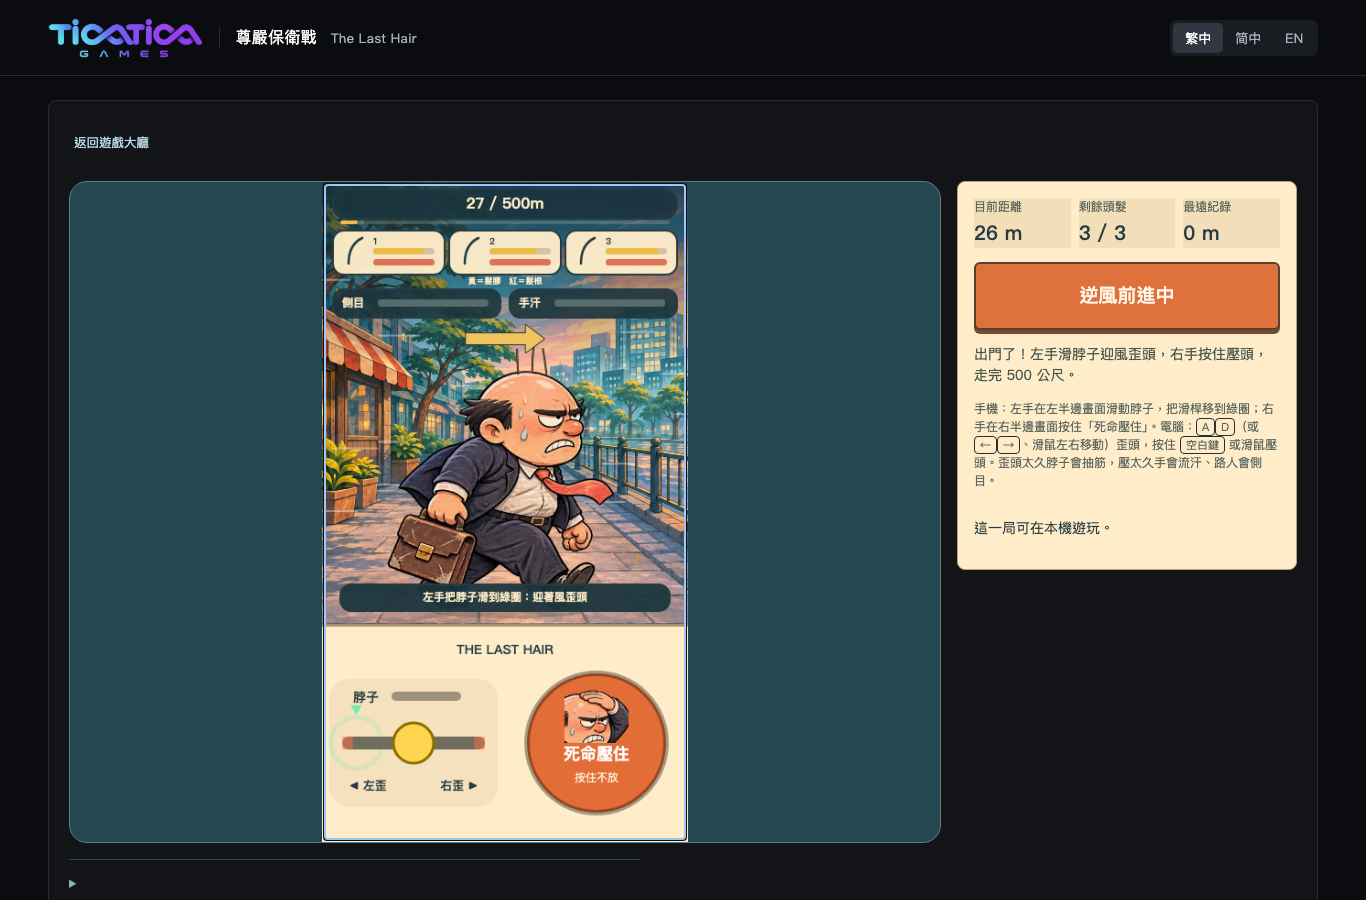 TICATICA
GAMES
尊嚴保衛戰 The Last Hair
繁中 简中 EN
返回遊戲大廳
27 / 500m
1 2 3
黃=髮膠 紅=髮根
側目 手汗
左手把脖子滑到綠圈：迎著風歪頭
THE LAST HAIR
脖子
◀ 左歪 右歪 ▶
死命壓住
按住不放
目前距離 剩餘頭髮 最遠紀錄
26 m 3 / 3 0 m
逆風前進中
出門了！左手滑脖子迎風歪頭，右手按住壓頭，
走完 500 公尺。
手機：左手在左半邊畫面滑動脖子，把滑桿移到綠圈；右
手在右半邊畫面按住「死命壓住」。電腦：A D（或
← →、滑鼠左右移動）歪頭，按住 空白鍵 或滑鼠壓
頭。歪頭太久脖子會抽筋，壓太久手會流汗、路人會側
目。
這一局可在本機遊玩。